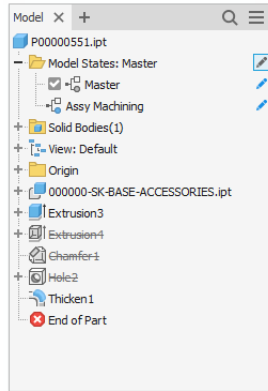 Model
P00000551.ipt
Model States: Master
Master
Assy Machining
Solid Bodies(1)
View: Default
Origin
000000-SK-BASE-ACCESSORIES.ipt
Extrusion3
Extrusion4
Chamfer1
Hole2
Thicken1
End of Part